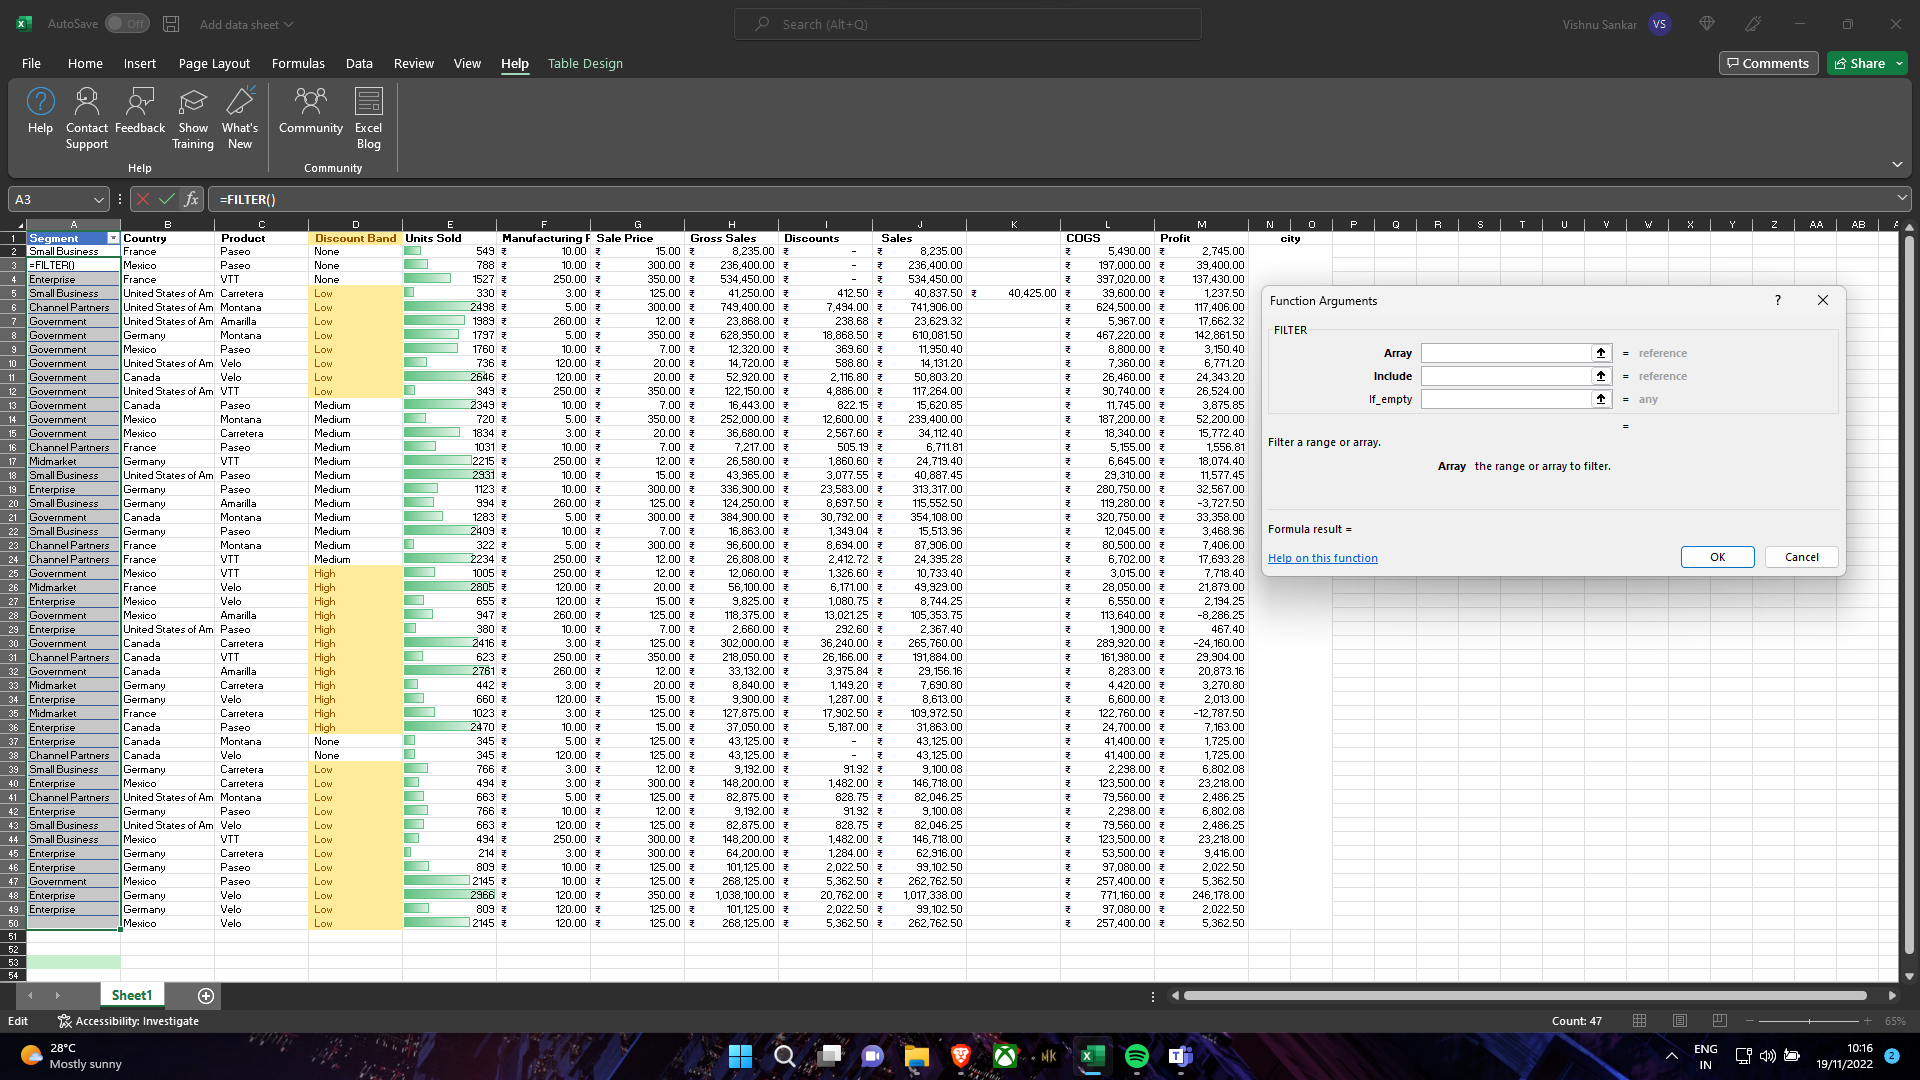 AutoSave Off Add data sheet Search (Alt+Q) Vishnu Sankar VS
File Home Insert Page Layout Formulas Data Review View Help Table Design Comments Share
Help Contact Support Feedback Show Training What's New Community Excel Blog
Help Community
A3 fx =FILTER()
A B C D E F G H I J K L M N O P Q R S T U V W X Y Z AA AB
1 Segment Country Product Discount Band Units Sold Manufacturing P Sale Price Gross Sales Discounts Sales COGS Profit city
2 Small Business France Paseo None 549 ₹ 10.00 ₹ 15.00 ₹ 8,235.00 ₹ - ₹ 8,235.00 ₹ 5,490.00 ₹ 2,745.00
3 =FILTER() Mexico Paseo None 788 ₹ 10.00 ₹ 300.00 ₹ 236,400.00 ₹ - ₹ 236,400.00 ₹ 197,000.00 ₹ 39,400.00
4 Enterprise France VTT None 1527 ₹ 250.00 ₹ 350.00 ₹ 534,450.00 ₹ - ₹ 534,450.00 ₹ 397,020.00 ₹ 137,430.00
5 Small Business United States of Am Carretera Low 330 ₹ 3.00 ₹ 125.00 ₹ 41,250.00 ₹ 412.50 ₹ 40,837.50 ₹ 40,425.00 ₹ 39,600.00 ₹ 1,237.50
6 Channel Partners United States of Am Montana Low 2498 ₹ 5.00 ₹ 300.00 ₹ 749,400.00 ₹ 7,494.00 ₹ 741,906.00 ₹ 624,500.00 ₹ 117,406.00
7 Government United States of Am Amarilla Low 1989 ₹ 260.00 ₹ 12.00 ₹ 23,868.00 ₹ 238.68 ₹ 23,629.32 ₹ 5,967.00 ₹ 17,662.32
8 Government Germany Montana Low 1797 ₹ 5.00 ₹ 350.00 ₹ 628,950.00 ₹ 18,868.50 ₹ 610,081.50 ₹ 467,220.00 ₹ 142,861.50
9 Government Mexico Paseo Low 1760 ₹ 10.00 ₹ 7.00 ₹ 12,320.00 ₹ 369.60 ₹ 11,950.40 ₹ 8,800.00 ₹ 3,150.40
10 Government United States of Am Velo Low 736 ₹ 120.00 ₹ 20.00 ₹ 14,720.00 ₹ 588.80 ₹ 14,131.20 ₹ 7,360.00 ₹ 6,771.20
11 Government Canada Velo Low 2646 ₹ 120.00 ₹ 20.00 ₹ 52,920.00 ₹ 2,116.80 ₹ 50,803.20 ₹ 26,460.00 ₹ 24,343.20
12 Government United States of Am VTT Low 349 ₹ 250.00 ₹ 350.00 ₹ 122,150.00 ₹ 4,886.00 ₹ 117,264.00 ₹ 90,740.00 ₹ 26,524.00
13 Government Canada Paseo Medium 2349 ₹ 10.00 ₹ 7.00 ₹ 16,443.00 ₹ 822.15 ₹ 15,620.85 ₹ 11,745.00 ₹ 3,875.85
14 Government Mexico Montana Medium 720 ₹ 5.00 ₹ 350.00 ₹ 252,000.00 ₹ 12,600.00 ₹ 239,400.00 ₹ 187,200.00 ₹ 52,200.00
15 Government Mexico Carretera Medium 1834 ₹ 3.00 ₹ 20.00 ₹ 36,680.00 ₹ 2,567.60 ₹ 34,112.40 ₹ 18,340.00 ₹ 15,772.40
16 Channel Partners France Paseo Medium 1031 ₹ 10.00 ₹ 7.00 ₹ 7,217.00 ₹ 505.19 ₹ 6,711.81 ₹ 5,155.00 ₹ 1,556.81
17 Midmarket Germany VTT Medium 2215 ₹ 250.00 ₹ 12.00 ₹ 26,580.00 ₹ 1,860.60 ₹ 24,719.40 ₹ 6,645.00 ₹ 18,074.40
18 Small Business United States of Am Paseo Medium 2931 ₹ 10.00 ₹ 15.00 ₹ 43,965.00 ₹ 3,077.55 ₹ 40,887.45 ₹ 29,310.00 ₹ 11,577.45
19 Enterprise Germany Paseo Medium 1123 ₹ 10.00 ₹ 300.00 ₹ 336,900.00 ₹ 23,583.00 ₹ 313,317.00 ₹ 280,750.00 ₹ 32,567.00
20 Small Business Germany Amarilla Medium 994 ₹ 260.00 ₹ 125.00 ₹ 124,250.00 ₹ 8,697.50 ₹ 115,552.50 ₹ 119,280.00 ₹ -3,727.50
21 Government Canada Montana Medium 1283 ₹ 5.00 ₹ 300.00 ₹ 384,900.00 ₹ 30,792.00 ₹ 354,108.00 ₹ 320,750.00 ₹ 33,358.00
22 Small Business Germany Paseo Medium 2409 ₹ 10.00 ₹ 7.00 ₹ 16,863.00 ₹ 1,349.04 ₹ 15,513.96 ₹ 12,045.00 ₹ 3,468.96
23 Channel Partners France Montana Medium 322 ₹ 5.00 ₹ 300.00 ₹ 96,600.00 ₹ 8,694.00 ₹ 87,906.00 ₹ 80,500.00 ₹ 7,406.00
24 Channel Partners France VTT Medium 2234 ₹ 250.00 ₹ 12.00 ₹ 26,808.00 ₹ 2,412.72 ₹ 24,395.28 ₹ 6,702.00 ₹ 17,693.28
25 Government Mexico VTT High 1005 ₹ 250.00 ₹ 12.00 ₹ 12,060.00 ₹ 1,326.60 ₹ 10,733.40 ₹ 3,015.00 ₹ 7,718.40
26 Midmarket France Velo High 2805 ₹ 120.00 ₹ 20.00 ₹ 56,100.00 ₹ 6,171.00 ₹ 49,929.00 ₹ 28,050.00 ₹ 21,879.00
27 Enterprise Mexico Velo High 655 ₹ 120.00 ₹ 15.00 ₹ 9,825.00 ₹ 1,080.75 ₹ 8,744.25 ₹ 6,550.00 ₹ 2,194.25
28 Government Mexico Amarilla High 947 ₹ 260.00 ₹ 125.00 ₹ 118,375.00 ₹ 13,021.25 ₹ 105,353.75 ₹ 113,640.00 ₹ -8,286.25
29 Enterprise United States of Am Paseo High 380 ₹ 10.00 ₹ 7.00 ₹ 2,660.00 ₹ 292.60 ₹ 2,367.40 ₹ 1,900.00 ₹ 467.40
30 Government Canada Carretera High 2416 ₹ 3.00 ₹ 125.00 ₹ 302,000.00 ₹ 36,240.00 ₹ 265,760.00 ₹ 289,920.00 ₹ -24,160.00
31 Channel Partners Canada VTT High 623 ₹ 250.00 ₹ 350.00 ₹ 218,050.00 ₹ 26,166.00 ₹ 191,884.00 ₹ 161,980.00 ₹ 29,904.00
32 Government Canada Amarilla High 2761 ₹ 260.00 ₹ 12.00 ₹ 33,132.00 ₹ 3,975.84 ₹ 29,156.16 ₹ 8,283.00 ₹ 20,873.16
33 Midmarket Germany Carretera High 442 ₹ 3.00 ₹ 20.00 ₹ 8,840.00 ₹ 1,149.20 ₹ 7,690.80 ₹ 4,420.00 ₹ 3,270.80
34 Enterprise Germany Velo High 660 ₹ 120.00 ₹ 15.00 ₹ 9,900.00 ₹ 1,287.00 ₹ 8,613.00 ₹ 6,600.00 ₹ 2,013.00
35 Midmarket France Carretera High 1023 ₹ 3.00 ₹ 125.00 ₹ 127,875.00 ₹ 17,902.50 ₹ 109,972.50 ₹ 122,760.00 ₹ -12,787.50
36 Enterprise Canada Paseo High 2470 ₹ 10.00 ₹ 15.00 ₹ 37,050.00 ₹ 5,187.00 ₹ 31,863.00 ₹ 24,700.00 ₹ 7,163.00
37 Enterprise Canada Montana None 345 ₹ 5.00 ₹ 125.00 ₹ 43,125.00 ₹ - ₹ 43,125.00 ₹ 41,400.00 ₹ 1,725.00
38 Channel Partners Canada Velo None 345 ₹ 120.00 ₹ 125.00 ₹ 43,125.00 ₹ - ₹ 43,125.00 ₹ 41,400.00 ₹ 1,725.00
39 Small Business Germany Carretera Low 766 ₹ 3.00 ₹ 12.00 ₹ 9,192.00 ₹ 91.92 ₹ 9,100.08 ₹ 2,298.00 ₹ 6,802.08
40 Enterprise Mexico Carretera Low 494 ₹ 3.00 ₹ 300.00 ₹ 148,200.00 ₹ 1,482.00 ₹ 146,718.00 ₹ 123,500.00 ₹ 23,218.00
41 Channel Partners United States of Am Montana Low 663 ₹ 5.00 ₹ 125.00 ₹ 82,875.00 ₹ 828.75 ₹ 82,046.25 ₹ 79,560.00 ₹ 2,486.25
42 Enterprise Germany Paseo Low 766 ₹ 10.00 ₹ 12.00 ₹ 9,192.00 ₹ 91.92 ₹ 9,100.08 ₹ 2,298.00 ₹ 6,802.08
43 Small Business United States of Am Velo Low 663 ₹ 120.00 ₹ 125.00 ₹ 82,875.00 ₹ 828.75 ₹ 82,046.25 ₹ 79,560.00 ₹ 2,486.25
44 Small Business Mexico VTT Low 494 ₹ 250.00 ₹ 300.00 ₹ 148,200.00 ₹ 1,482.00 ₹ 146,718.00 ₹ 123,500.00 ₹ 23,218.00
45 Enterprise Germany Carretera Low 214 ₹ 3.00 ₹ 300.00 ₹ 64,200.00 ₹ 1,284.00 ₹ 62,916.00 ₹ 53,500.00 ₹ 9,416.00
46 Enterprise Germany Paseo Low 809 ₹ 10.00 ₹ 125.00 ₹ 101,125.00 ₹ 2,022.50 ₹ 99,102.50 ₹ 97,080.00 ₹ 2,022.50
47 Government Mexico Paseo Low 2145 ₹ 10.00 ₹ 125.00 ₹ 268,125.00 ₹ 5,362.50 ₹ 262,762.50 ₹ 257,400.00 ₹ 5,362.50
48 Enterprise Germany Velo Low 2966 ₹ 120.00 ₹ 350.00 ₹ 1,038,100.00 ₹ 20,762.00 ₹ 1,017,338.00 ₹ 771,160.00 ₹ 246,178.00
49 Enterprise Germany Velo Low 809 ₹ 120.00 ₹ 125.00 ₹ 101,125.00 ₹ 2,022.50 ₹ 99,102.50 ₹ 97,080.00 ₹ 2,022.50
50 Mexico Velo Low 2145 ₹ 120.00 ₹ 125.00 ₹ 268,125.00 ₹ 5,362.50 ₹ 262,762.50 ₹ 257,400.00 ₹ 5,362.50
51
52
53
54
Function Arguments ?
FILTER
Array = reference
Include = reference
If_empty = any
=
Filter a range or array.
Array the range or array to filter.
Formula result =
Help on this function OK Cancel
Sheet1
Edit Accessibility: Investigate Count: 47 65%
28°C
Mostly sunny
ENG
IN
10:16
19/11/2022
2